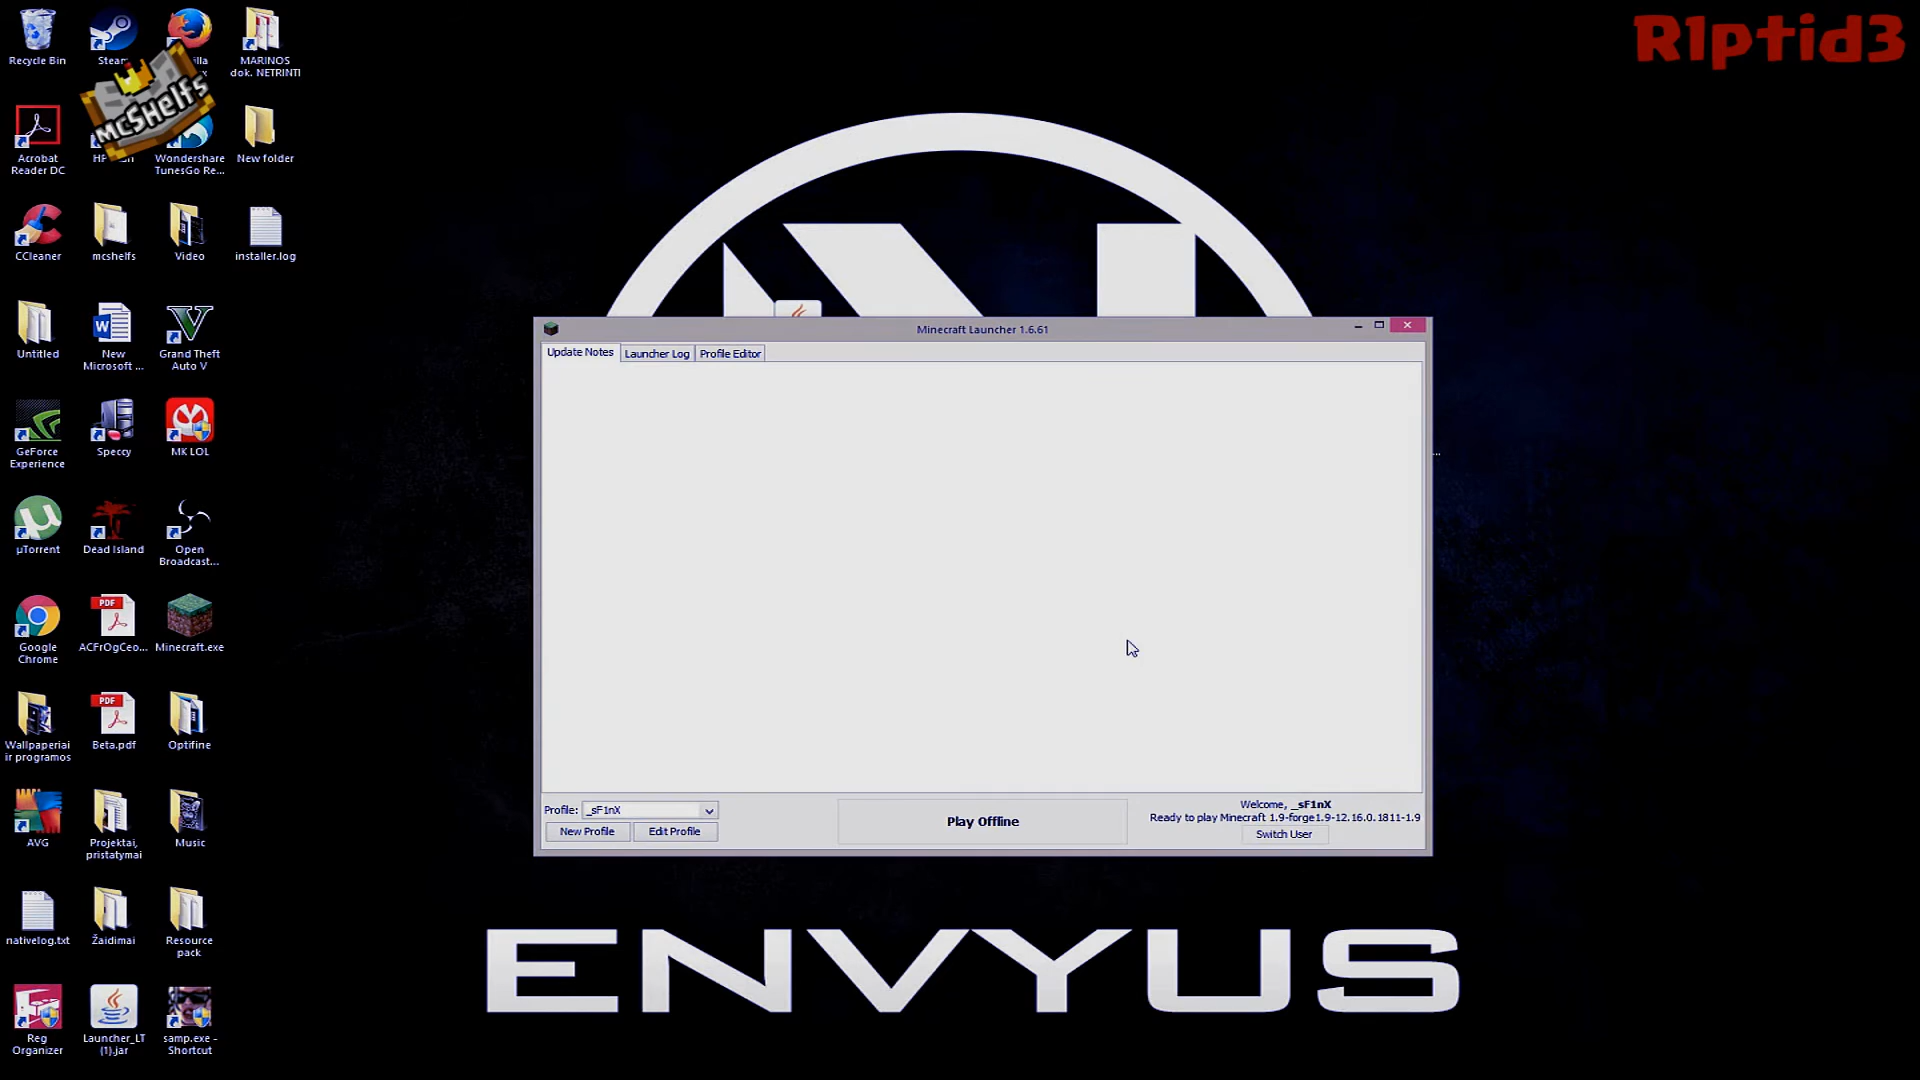 R1ptid3
Recycle Bin
Steam
MARINOS
dok. NETRINTI
mcShelfs
Acrobat
Reader DC
Wondershare
TunesGo Re...
New folder
CCleaner
mcshelfs
Video
installer.log
Untitled
New
Microsoft ...
Grand Theft
Auto V
GeForce
Experience
Speccy
MK LOL
µTorrent
Dead Island
Open
Broadcast...
Google
Chrome
ACFrOgCeo...
Minecraft.exe
Wallpaperiai
ir programos
Beta.pdf
Optifine
AVG
Projektai,
pristatymai
Music
nativelog.txt
Žaidimai
Resource
pack
Reg
Organizer
Launcher_LT
(1).jar
samp.exe -
Shortcut
Minecraft Launcher 1.6.61
Update Notes
Launcher Log
Profile Editor
...
Profile:
_sF1nX
New Profile
Edit Profile
Play Offline
Welcome, _sF1nX
Ready to play Minecraft 1.9-forge1.9-12.16.0.1811-1.9
Switch User
ENVYUS
PDF
PDF